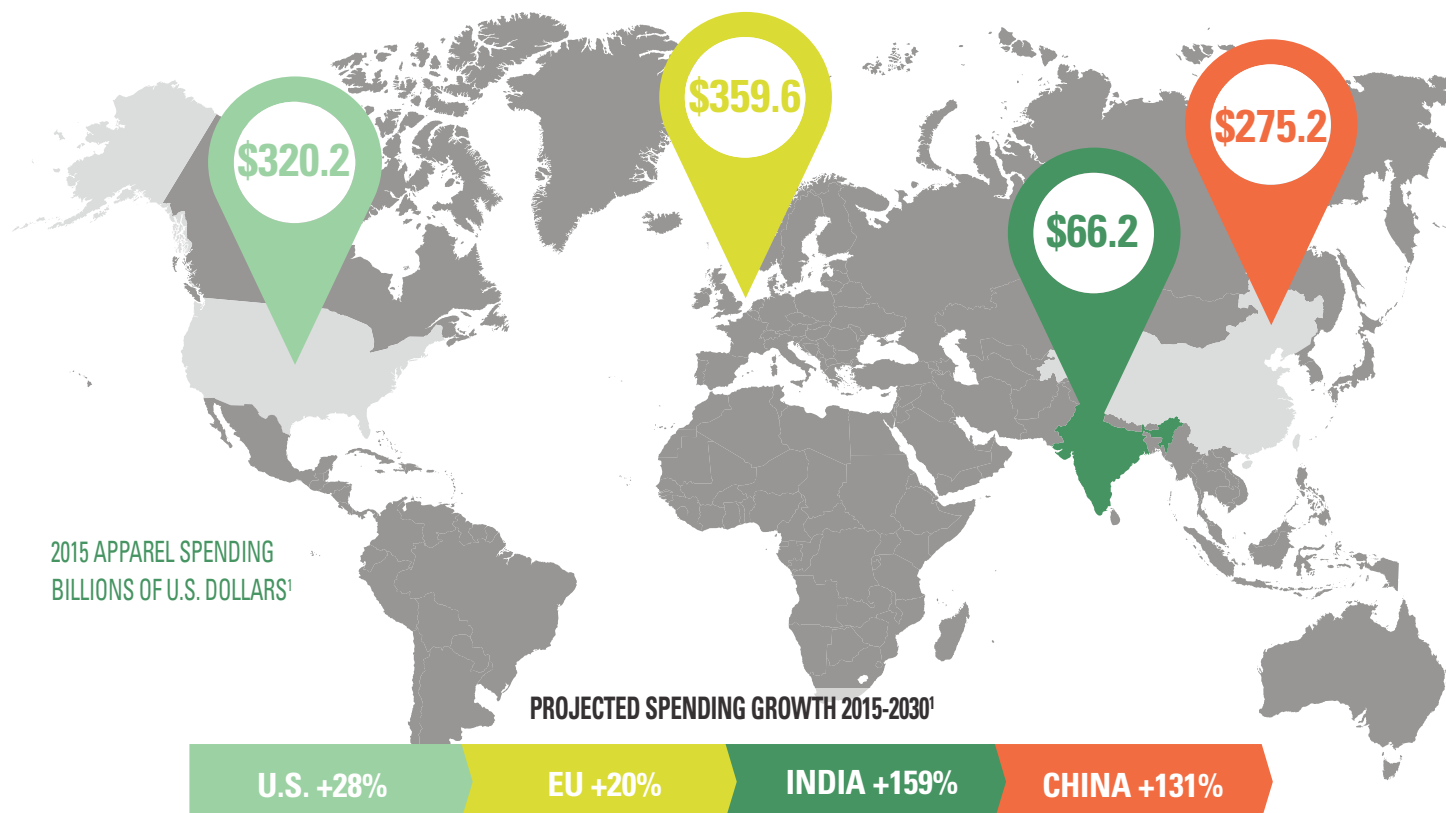 $359.6
$275.2
$320.2
$66.2
2015 APPAREL SPENDING
BILLIONS OF U.S. DOLLARS¹
PROJECTED SPENDING GROWTH 2015-2030¹
U.S. +28%
EU +20%
INDIA +159%
CHINA +131%